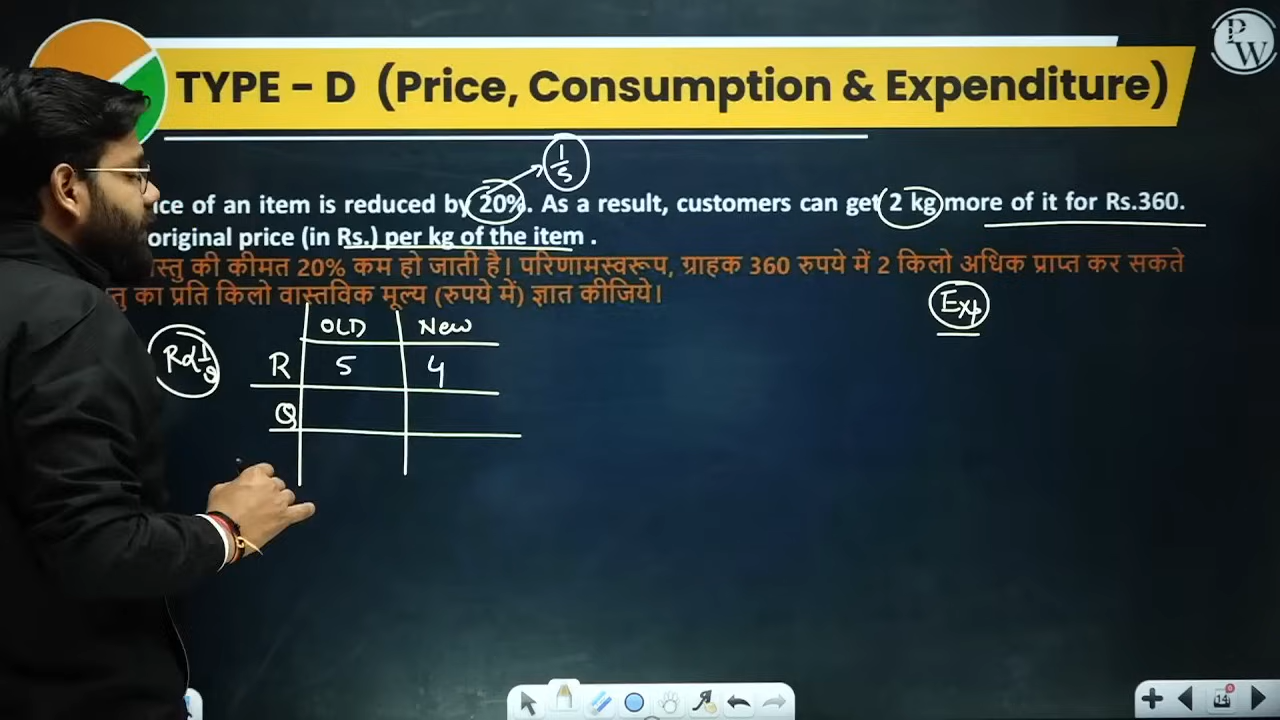 PW
TYPE - D (Price, Consumption & Expenditure)
1/5
ice of an item is reduced by 20%. As a result, customers can get 2 kg more of it for Rs.360.
original price (in Rs.) per kg of the item .
स्तु की कीमत 20% कम हो जाती है। परिणामस्वरूप, ग्राहक 360 रुपये में 2 किलो अधिक प्राप्त कर सकते
तु का प्रति किलो वास्तविक मूल्य (रुपये में) ज्ञात कीजिये।
Exp
OLD New
R 5 4
Q
14